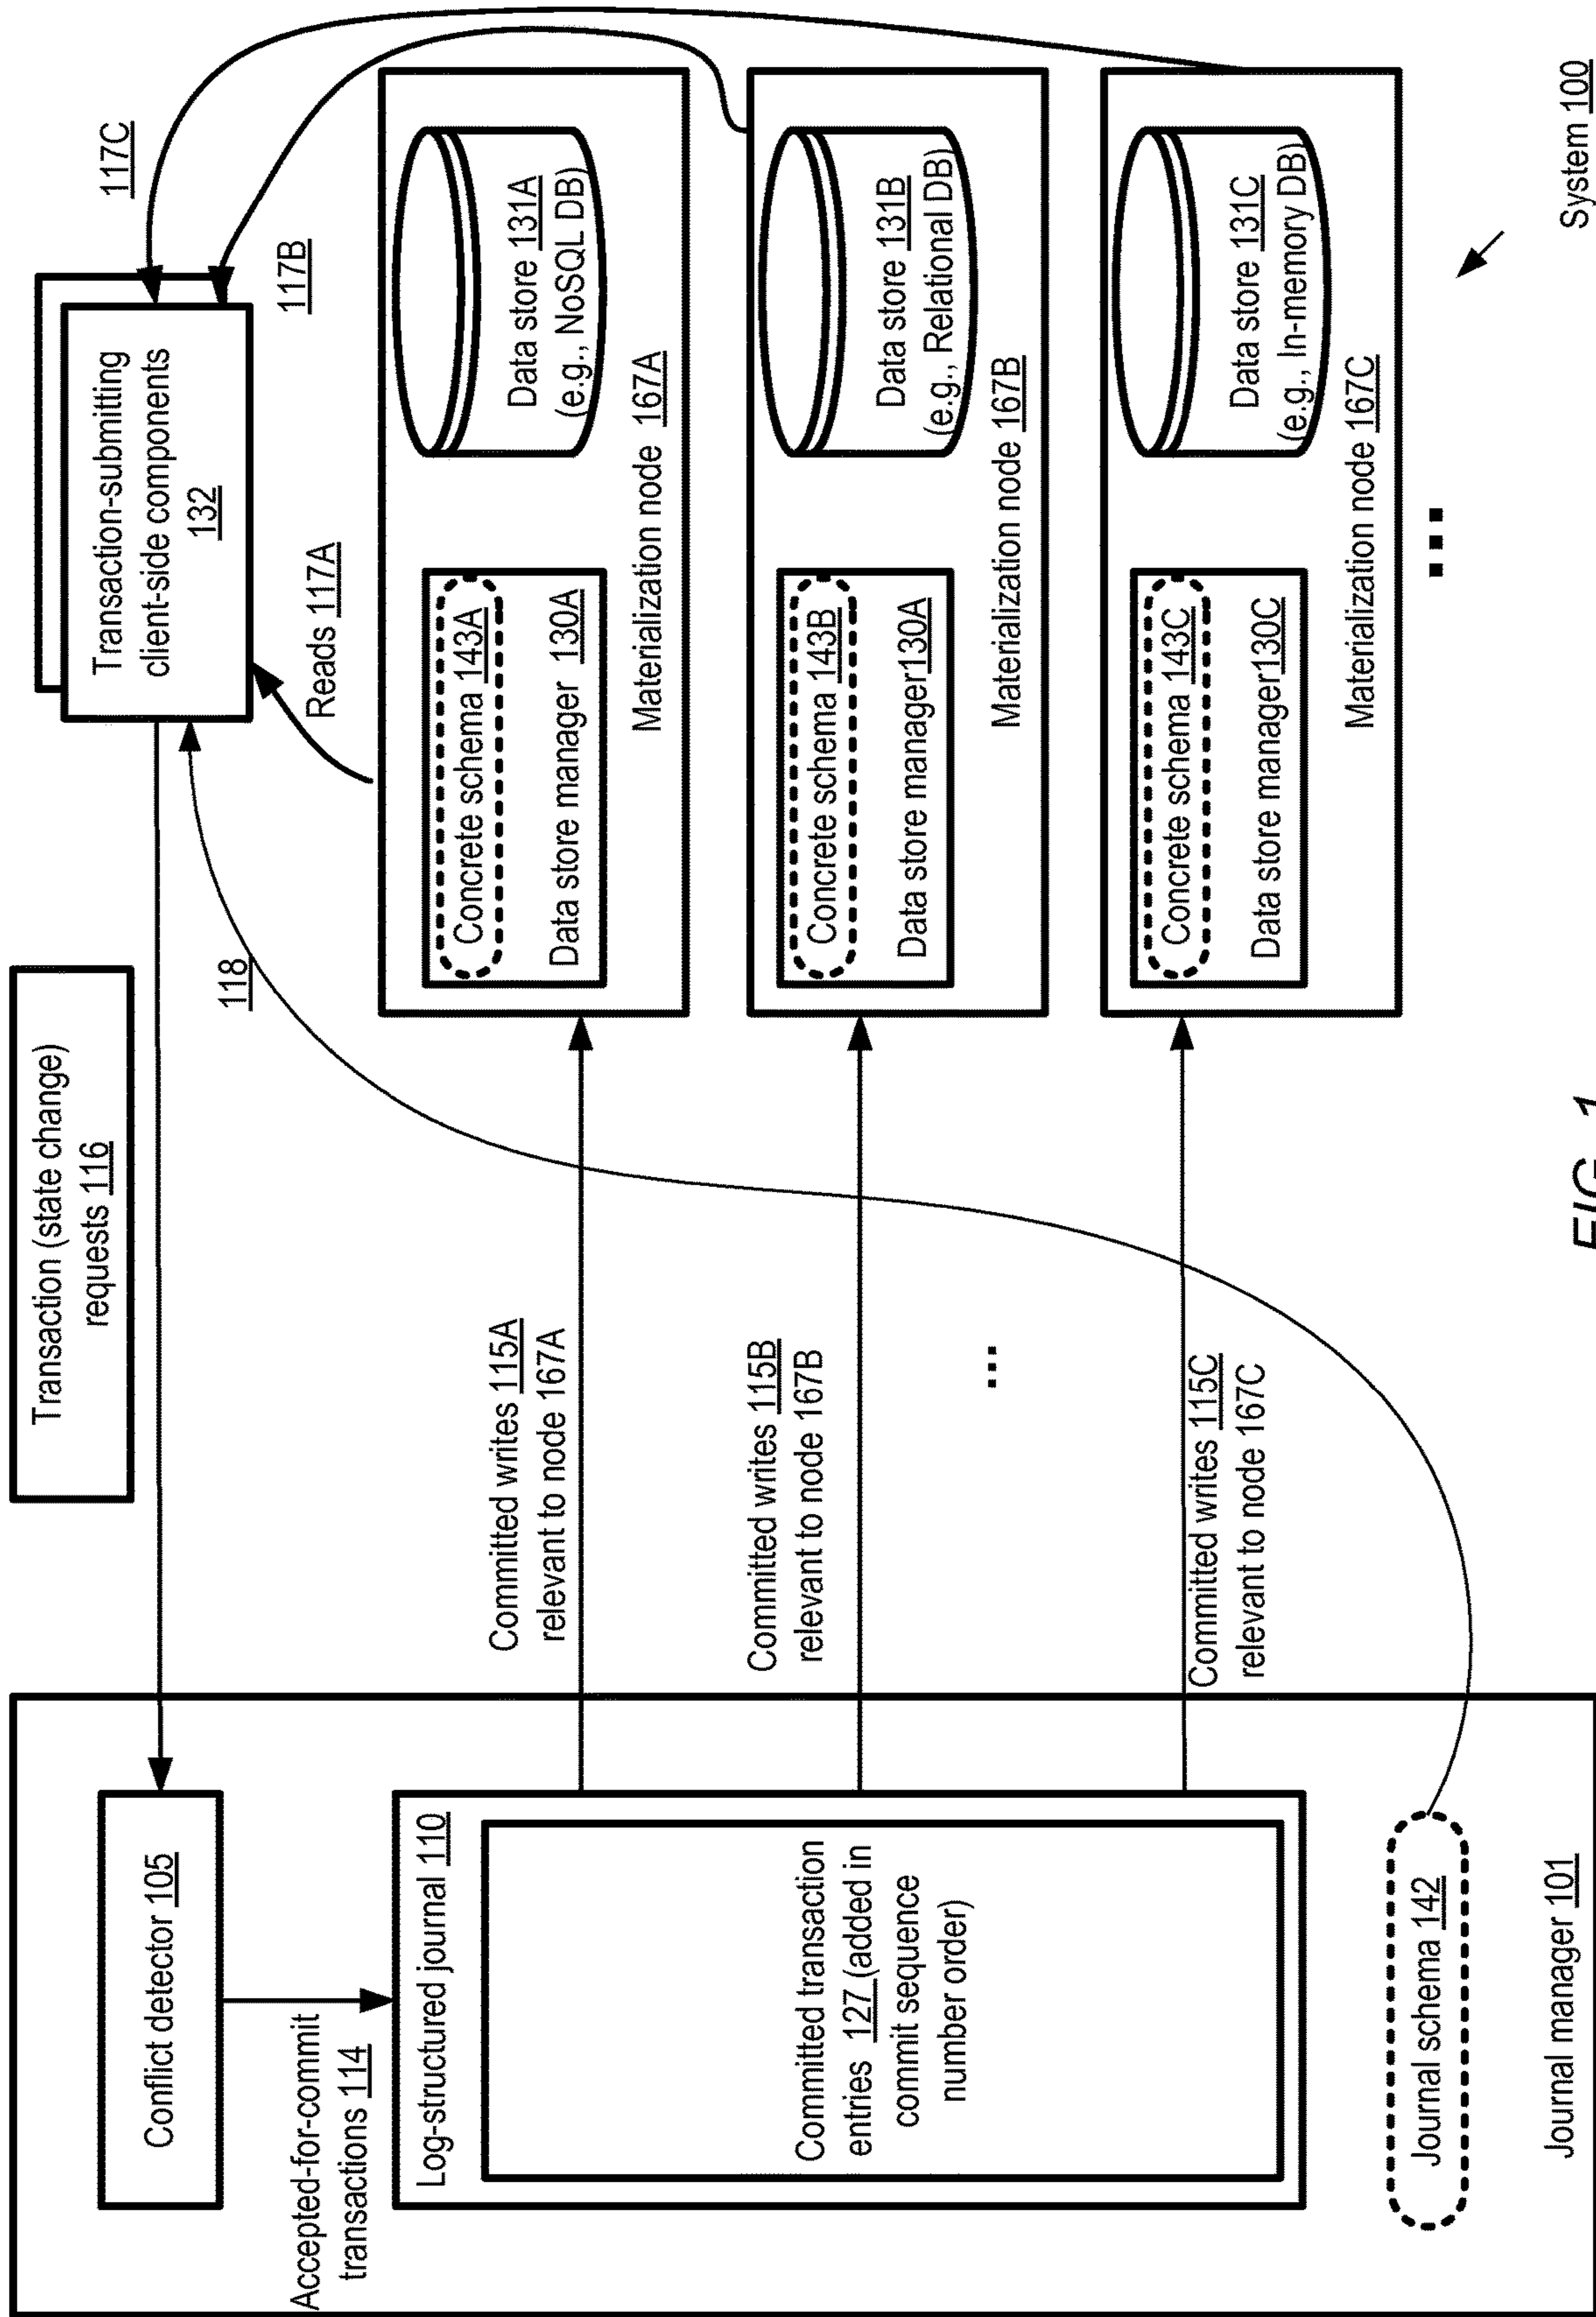 Transaction (state change)
requests 116
Transaction-submitting
client-side components
132
117C
117B
Reads 117A
118
Conflict detector 105
Accepted-for-commit
transactions 114
Log-structured journal 110
Committed transaction
entries 127 (added in
commit sequence
number order)
Journal schema 142
Journal manager 101
Committed writes 115A
relevant to node 167A
Committed writes 115B
relevant to node 167B
...
Committed writes 115C
relevant to node 167C
Concrete schema 143A
Data store manager 130A
Data store 131A
(e.g., NoSQL DB)
Materialization node 167A
Concrete schema 143B
Data store manager130A
Data store 131B
(e.g., Relational DB)
Materialization node 167B
Concrete schema 143C
Data store manager130C
Data store 131C
(e.g., In-memory DB)
Materialization node 167C
...
System 100
FIG. 1